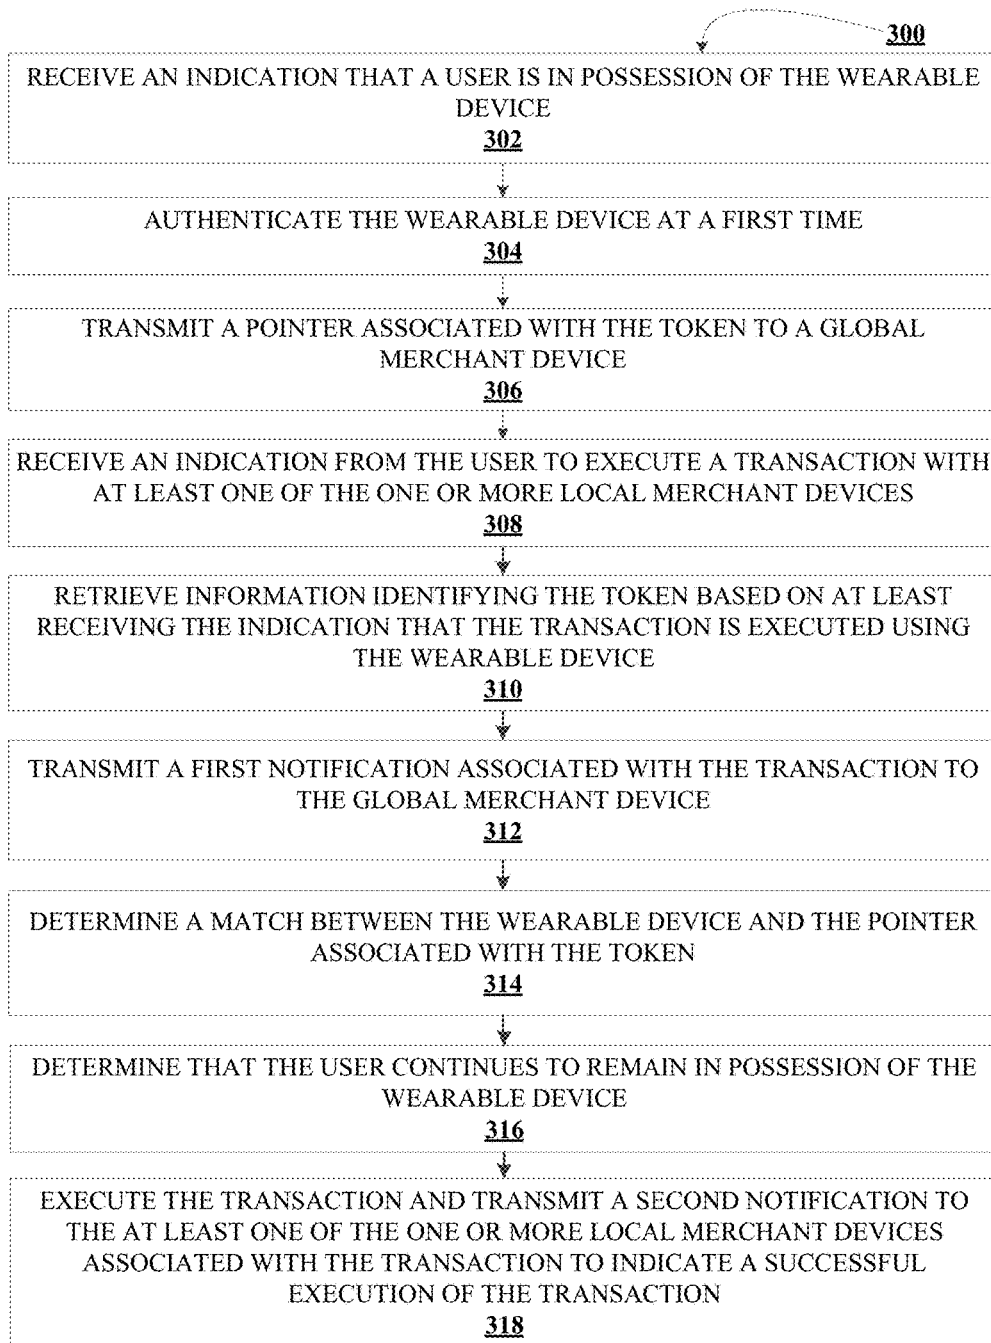 300
RECEIVE AN INDICATION THAT A USER IS IN POSSESSION OF THE WEARABLE
DEVICE
302
AUTHENTICATE THE WEARABLE DEVICE AT A FIRST TIME
304
TRANSMIT A POINTER ASSOCIATED WITH THE TOKEN TO A GLOBAL
MERCHANT DEVICE
306
RECEIVE AN INDICATION FROM THE USER TO EXECUTE A TRANSACTION WITH
AT LEAST ONE OF THE ONE OR MORE LOCAL MERCHANT DEVICES
308
RETRIEVE INFORMATION IDENTIFYING THE TOKEN BASED ON AT LEAST
RECEIVING THE INDICATION THAT THE TRANSACTION IS EXECUTED USING
THE WEARABLE DEVICE
310
TRANSMIT A FIRST NOTIFICATION ASSOCIATED WITH THE TRANSACTION TO
THE GLOBAL MERCHANT DEVICE
312
DETERMINE A MATCH BETWEEN THE WEARABLE DEVICE AND THE POINTER
ASSOCIATED WITH THE TOKEN
314
DETERMINE THAT THE USER CONTINUES TO REMAIN IN POSSESSION OF THE
WEARABLE DEVICE
316
EXECUTE THE TRANSACTION AND TRANSMIT A SECOND NOTIFICATION TO
THE AT LEAST ONE OF THE ONE OR MORE LOCAL MERCHANT DEVICES
ASSOCIATED WITH THE TRANSACTION TO INDICATE A SUCCESSFUL
EXECUTION OF THE TRANSACTION
318